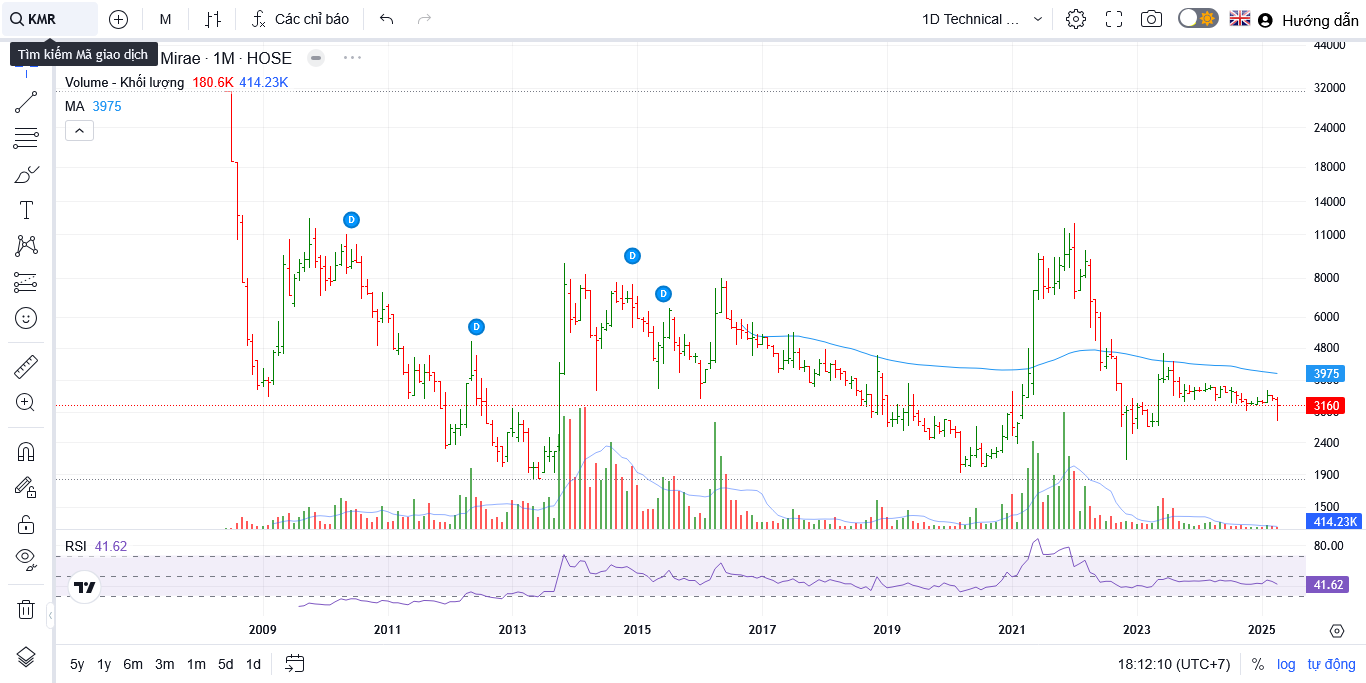 KMR
M
Các chỉ báo
1D Technical ...
Hướng dẫn
Tìm kiếm Mã giao dịch
Mirae · 1M · HOSE
Volume - Khối lượng 180.6K 414.23K
MA 3975
D
D
D
D
44000
32000
24000
18000
14000
11000
8000
6000
4800
3975
3160
2400
1900
1500
414.23K
RSI 41.62
80.00
41.62
2009 2011 2013 2015 2017 2019 2021 2023 2025
5y 1y 6m 3m 1m 5d 1d
18:12:10 (UTC+7) % log tự động